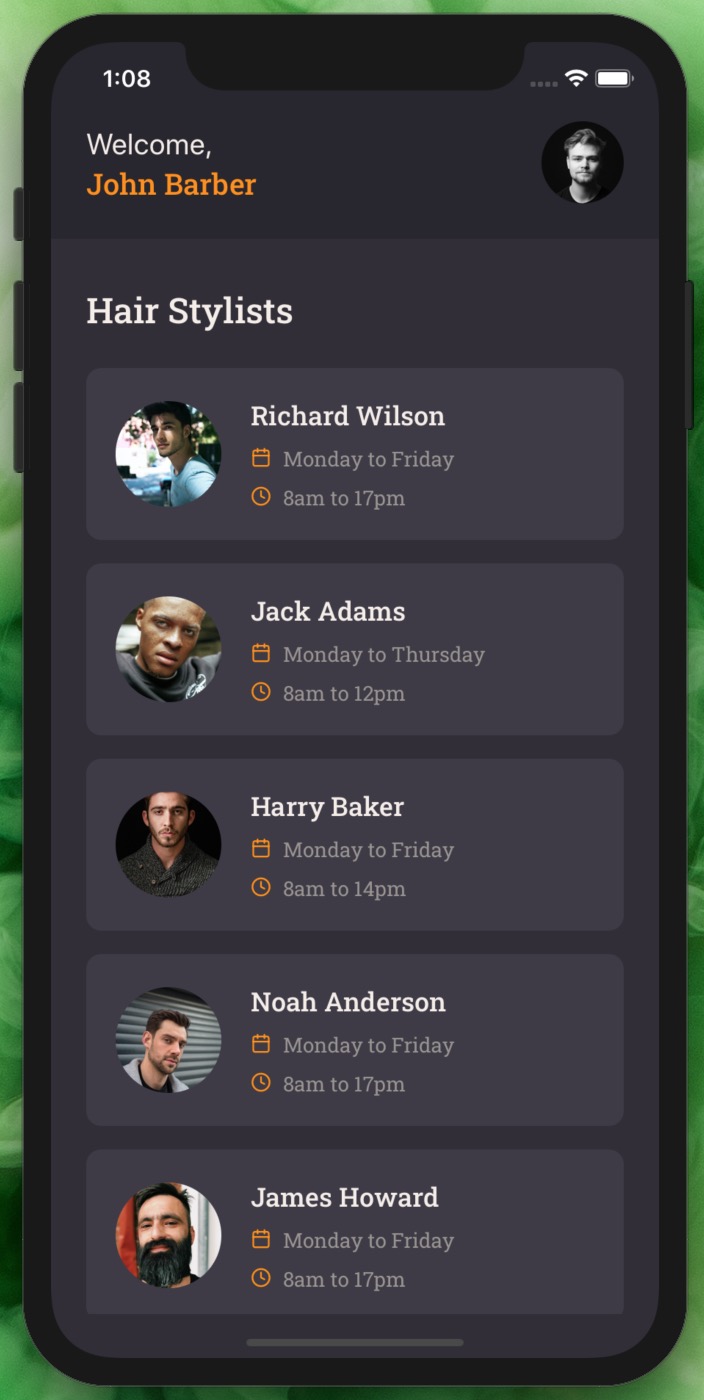 1:08
Welcome,
John Barber
Hair Stylists
Richard Wilson
Monday to Friday
8am to 17pm
Jack Adams
Monday to Thursday
8am to 12pm
Harry Baker
Monday to Friday
8am to 14pm
Noah Anderson
Monday to Friday
8am to 17pm
James Howard
Monday to Friday
8am to 17pm